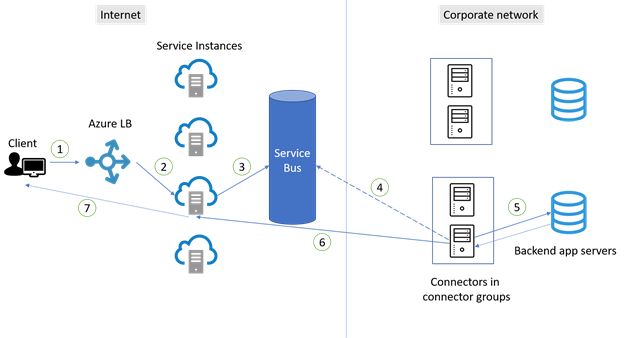 Internet
Corporate network
Service Instances
Azure LB
Client
1
2
3
Service
Bus
4
5
7
6
Backend app servers
Connectors in
connector groups